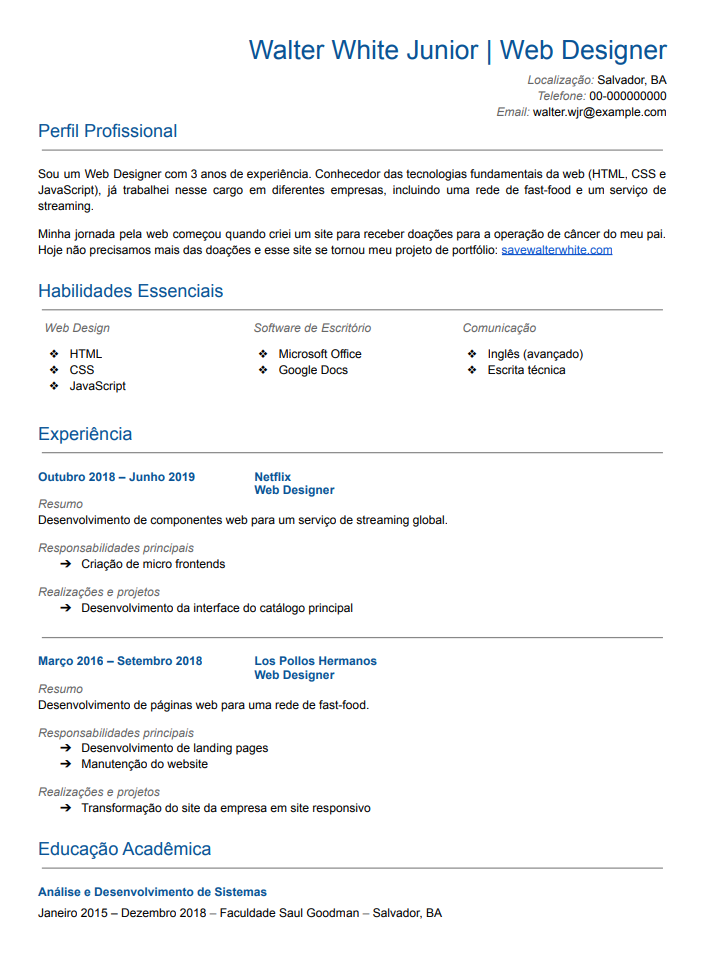 Walter White Junior | Web Designer
Localização: Salvador, BA
Telefone: 00-000000000
Email: walter.wjr@example.com
Perfil Profissional
Sou um Web Designer com 3 anos de experiência. Conhecedor das tecnologias fundamentais da web (HTML, CSS e
JavaScript), já trabalhei nesse cargo em diferentes empresas, incluindo uma rede de fast-food e um serviço de
streaming.
Minha jornada pela web começou quando criei um site para receber doações para a operação de câncer do meu pai.
Hoje não precisamos mais das doações e esse site se tornou meu projeto de portfólio: savewalterwhite.com
Habilidades Essenciais
Web Design
❖ HTML
❖ CSS
❖ JavaScript
Software de Escritório
❖ Microsoft Office
❖ Google Docs
Comunicação
❖ Inglês (avançado)
❖ Escrita técnica
Experiência
Outubro 2018 – Junho 2019 Netflix
Web Designer
Resumo
Desenvolvimento de componentes web para um serviço de streaming global.
Responsabilidades principais
➔ Criação de micro frontends
Realizações e projetos
➔ Desenvolvimento da interface do catálogo principal
Março 2016 – Setembro 2018 Los Pollos Hermanos
Web Designer
Resumo
Desenvolvimento de páginas web para uma rede de fast-food.
Responsabilidades principais
➔ Desenvolvimento de landing pages
➔ Manutenção do website
Realizações e projetos
➔ Transformação do site da empresa em site responsivo
Educação Acadêmica
Análise e Desenvolvimento de Sistemas
Janeiro 2015 – Dezembro 2018 – Faculdade Saul Goodman – Salvador, BA